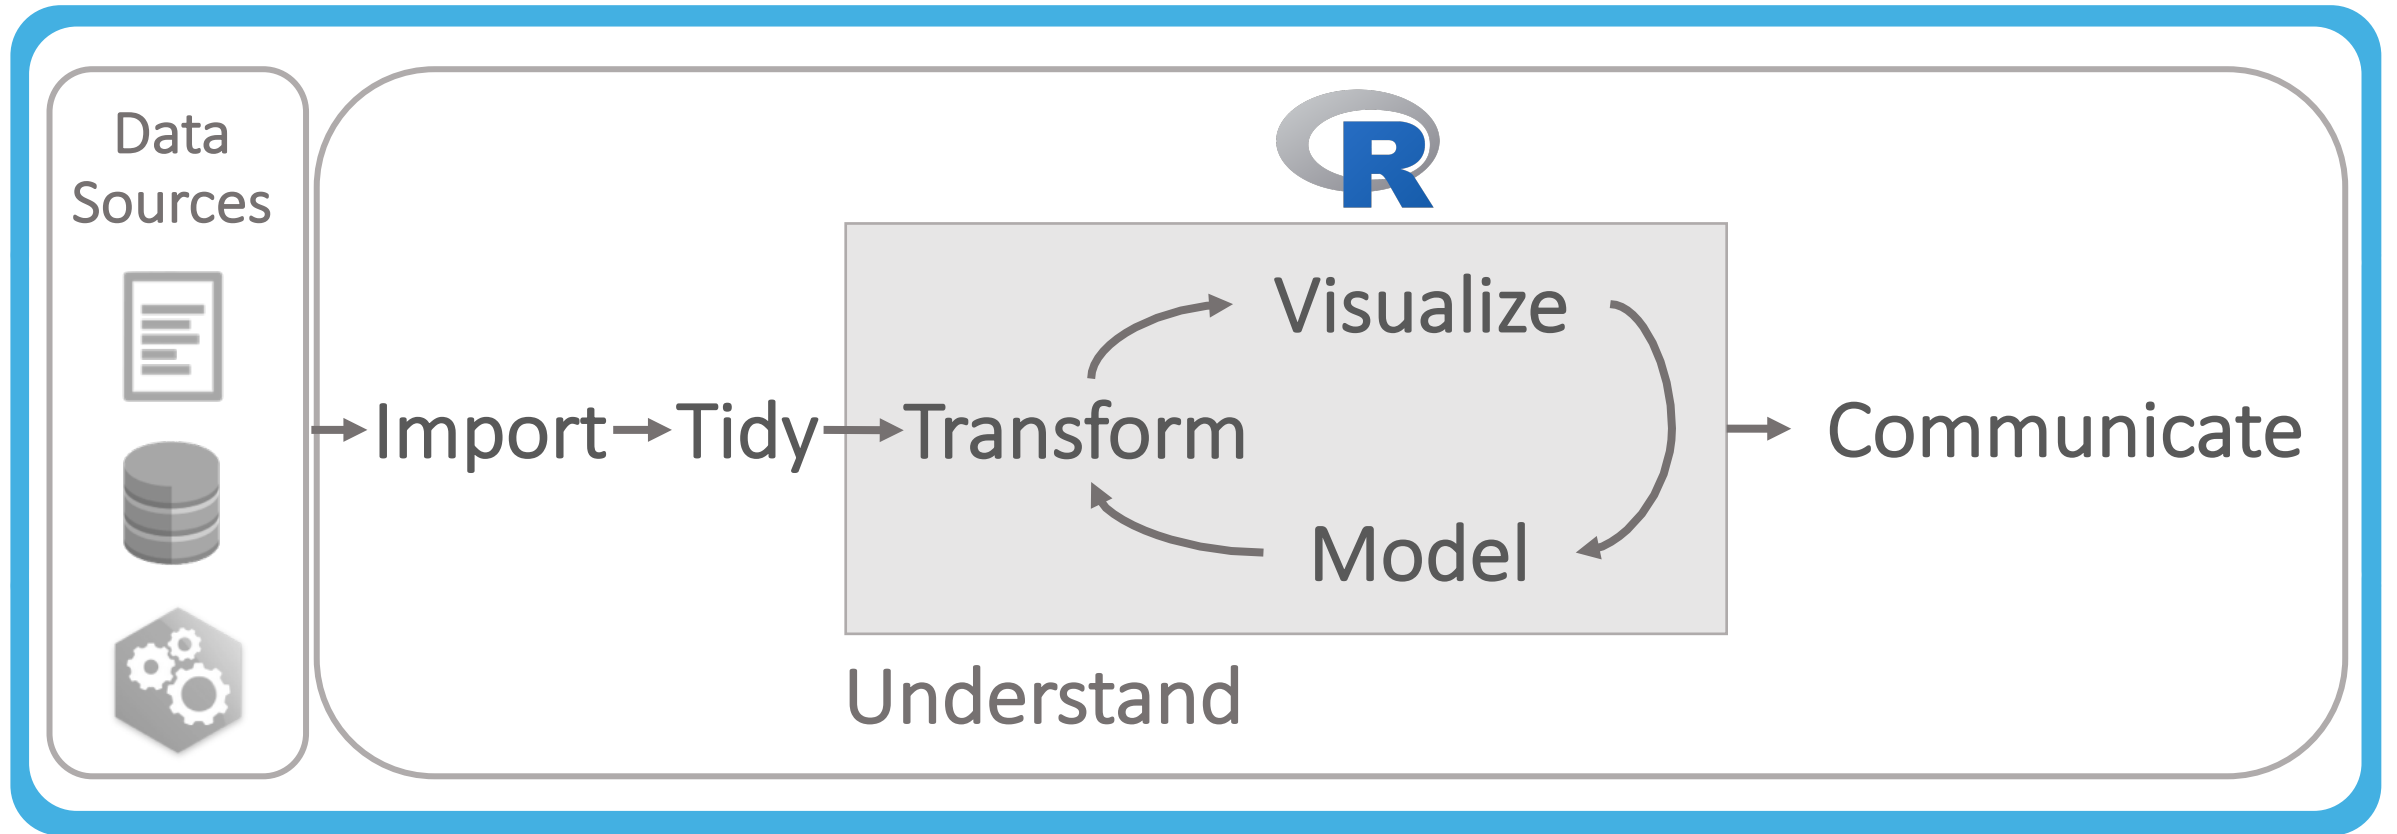 Data
Sources
R
Visualize
Import
Tidy
Transform
Communicate
Model
Understand